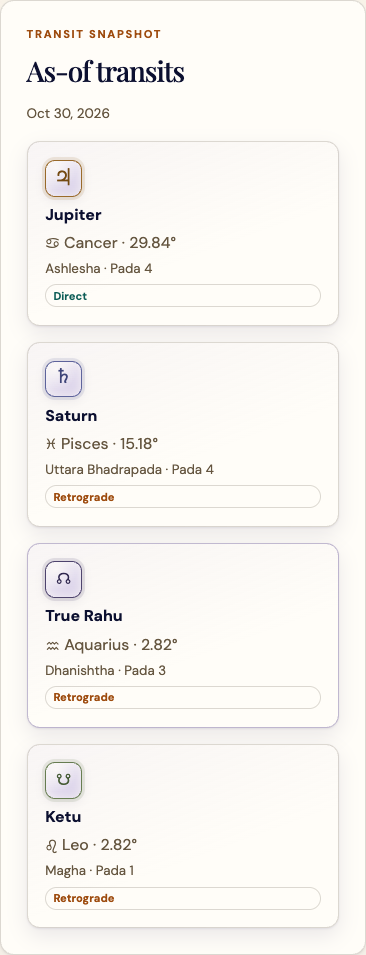 TRANSIT SNAPSHOT
As-of transits
Oct 30, 2026
♃
Jupiter
♋ Cancer · 29.84°
Ashlesha · Pada 4
Direct
♄
Saturn
♓ Pisces · 15.18°
Uttara Bhadrapada · Pada 4
Retrograde
☊
True Rahu
♒ Aquarius · 2.82°
Dhanishtha · Pada 3
Retrograde
☋
Ketu
♌ Leo · 2.82°
Magha · Pada 1
Retrograde